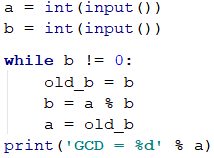 a = int(input())
b = int(input())
while b != 0:
    old_b = b
    b = a % b
    a = old_b
print('GCD = %d' % a)